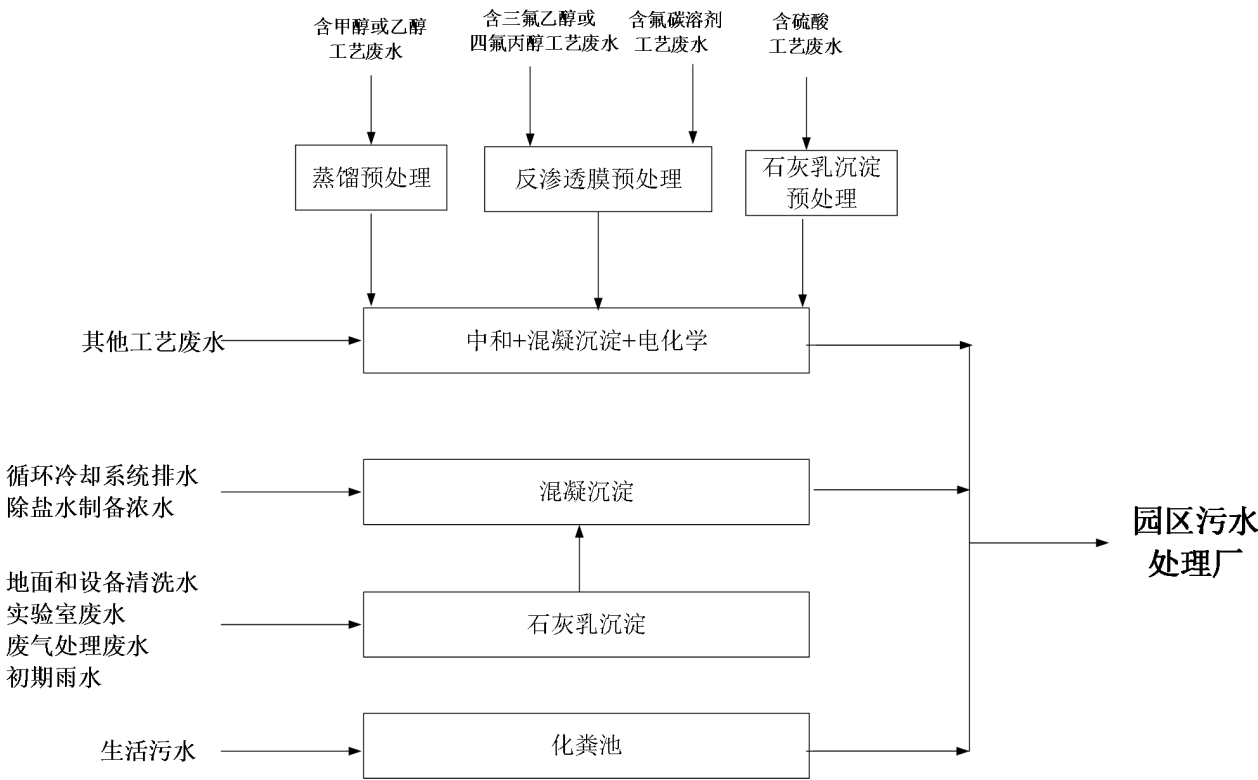 含甲醇或乙醇
工艺废水
含三氟乙醇或
四氟丙醇工艺废水
含氟碳溶剂
工艺废水
含硫酸
工艺废水
蒸馏预处理
反渗透膜预处理
石灰乳沉淀
预处理
其他工艺废水
中和+混凝沉淀+电化学
循环冷却系统排水
除盐水制备浓水
混凝沉淀
园区污水
处理厂
地面和设备清洗水
实验室废水
废气处理废水
初期雨水
石灰乳沉淀
生活污水
化粪池